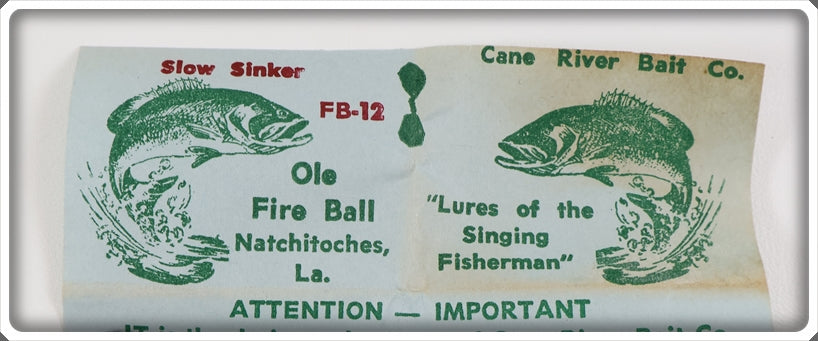 Slow Sinker
FB-12
Ole
Fire Ball
Natchitoches,
La.
Cane River Bait Co.
"Lures of the
Singing
Fisherman"
ATTENTION — IMPORTANT